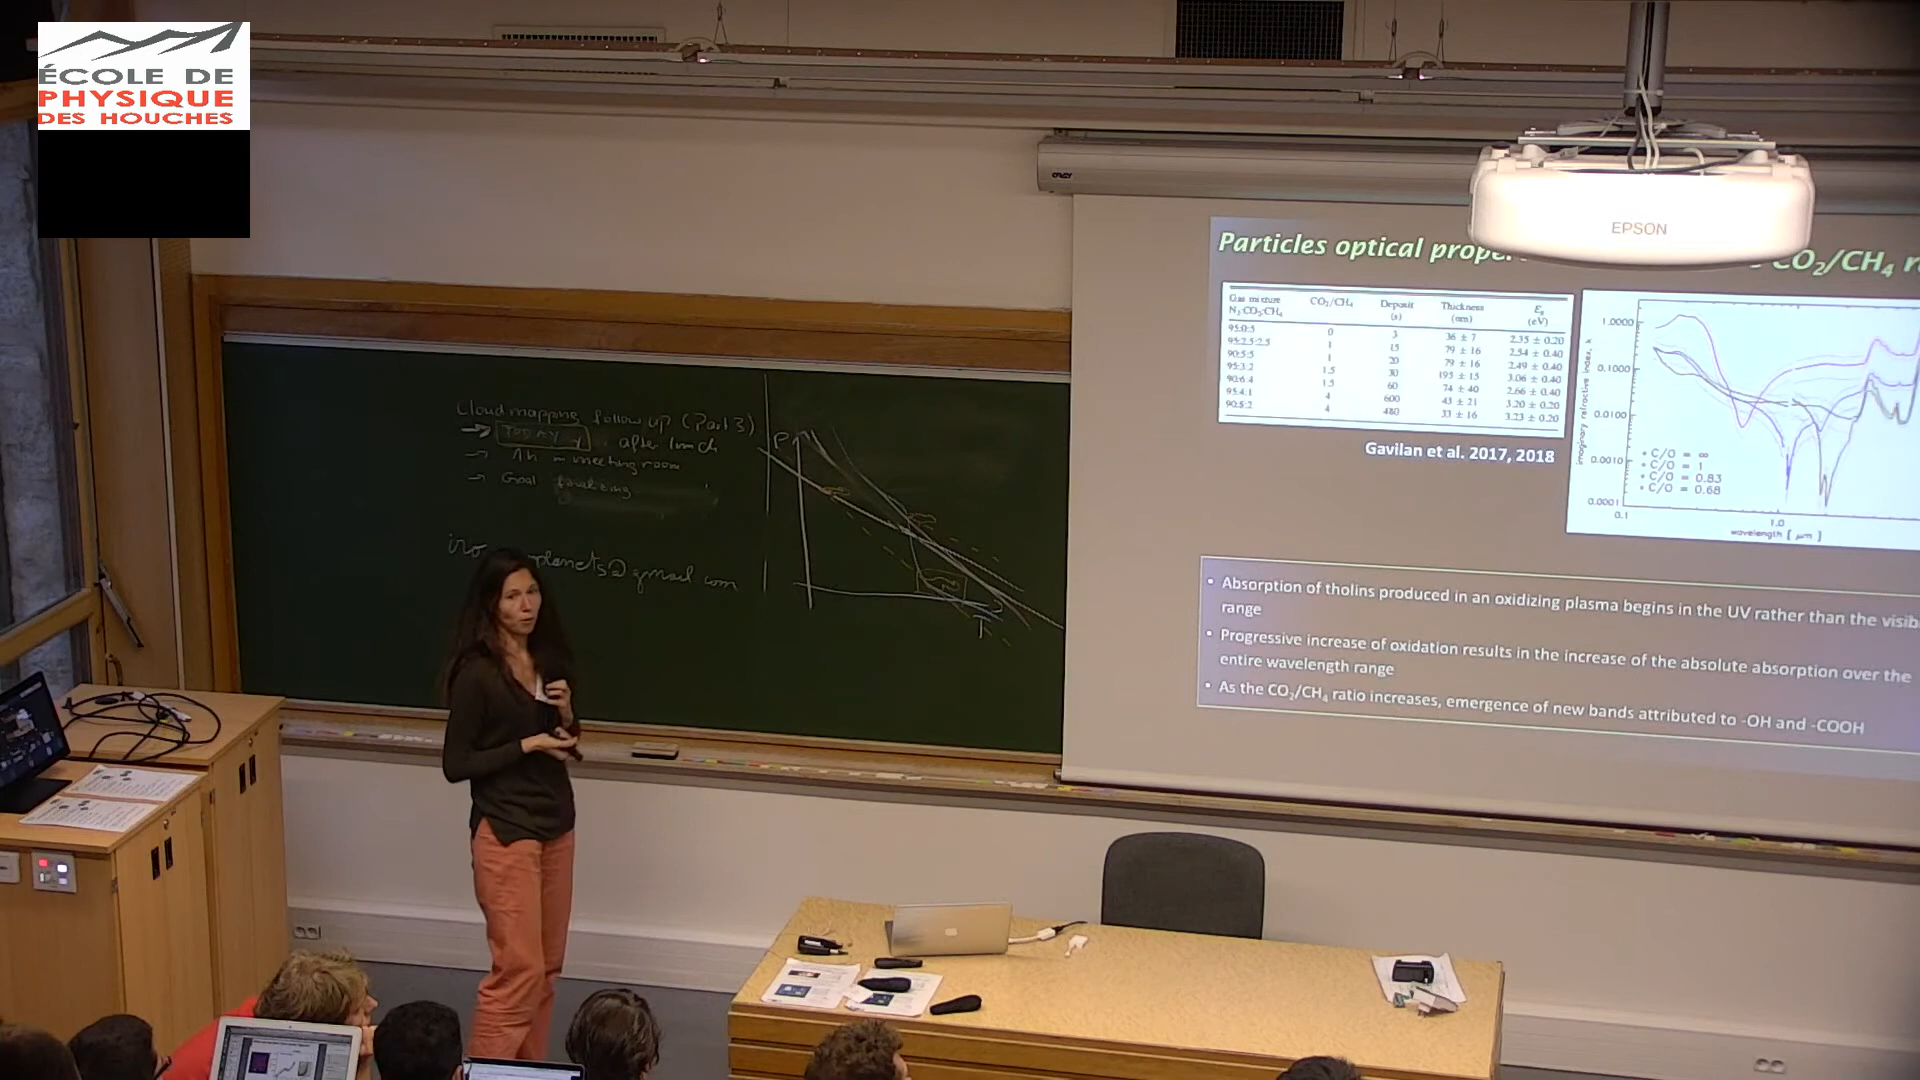 ÉCOLE DE
PHYSIQUE
DES HOUCHES
EPSON
Cloud mapping follow up (Part 3)
→ TODAY after lunch
→ 1h in meeting room
→ Goal finalizing
planets@gmail com
P
T
Particles optical CO₂/CH₄
Gas mixture CO₂/CH₄ Deposit Thickness Eg
N₂:CO₂:CH₄ (s) (nm) (eV)
95:0:5 0 3 36 ± 7 2.35 ± 0.20
95:2.5:2.5 1 15 79 ± 16 2.54 ± 0.40
90:5:5 1 20 79 ± 16 2.49 ± 0.40
95:3:2 1.5 30 195 ± 15 3.06 ± 0.40
90:6:4 1.5 60 74 ± 40 2.66 ± 0.40
95:4:1 4 600 43 ± 21 3.20 ± 0.20
90:8:2 4 480 33 ± 16 3.23 ± 0.20
Gavilan et al. 2017, 2018
imaginary refractive index, k
1.0000
0.1000
0.0100
0.0010
0.0001
• C/O = ∞
• C/O = 1
• C/O = 0.83
• C/O = 0.68
0.1 1.0
wavelength [ μm ]
• Absorption of tholins produced in an oxidizing plasma begins in the UV rather than the
range
• Progressive increase of oxidation results in the increase of the absolute absorption over the
entire wavelength range
• As the CO₂/CH₄ ratio increases, emergence of new bands attributed to -OH and -COOH